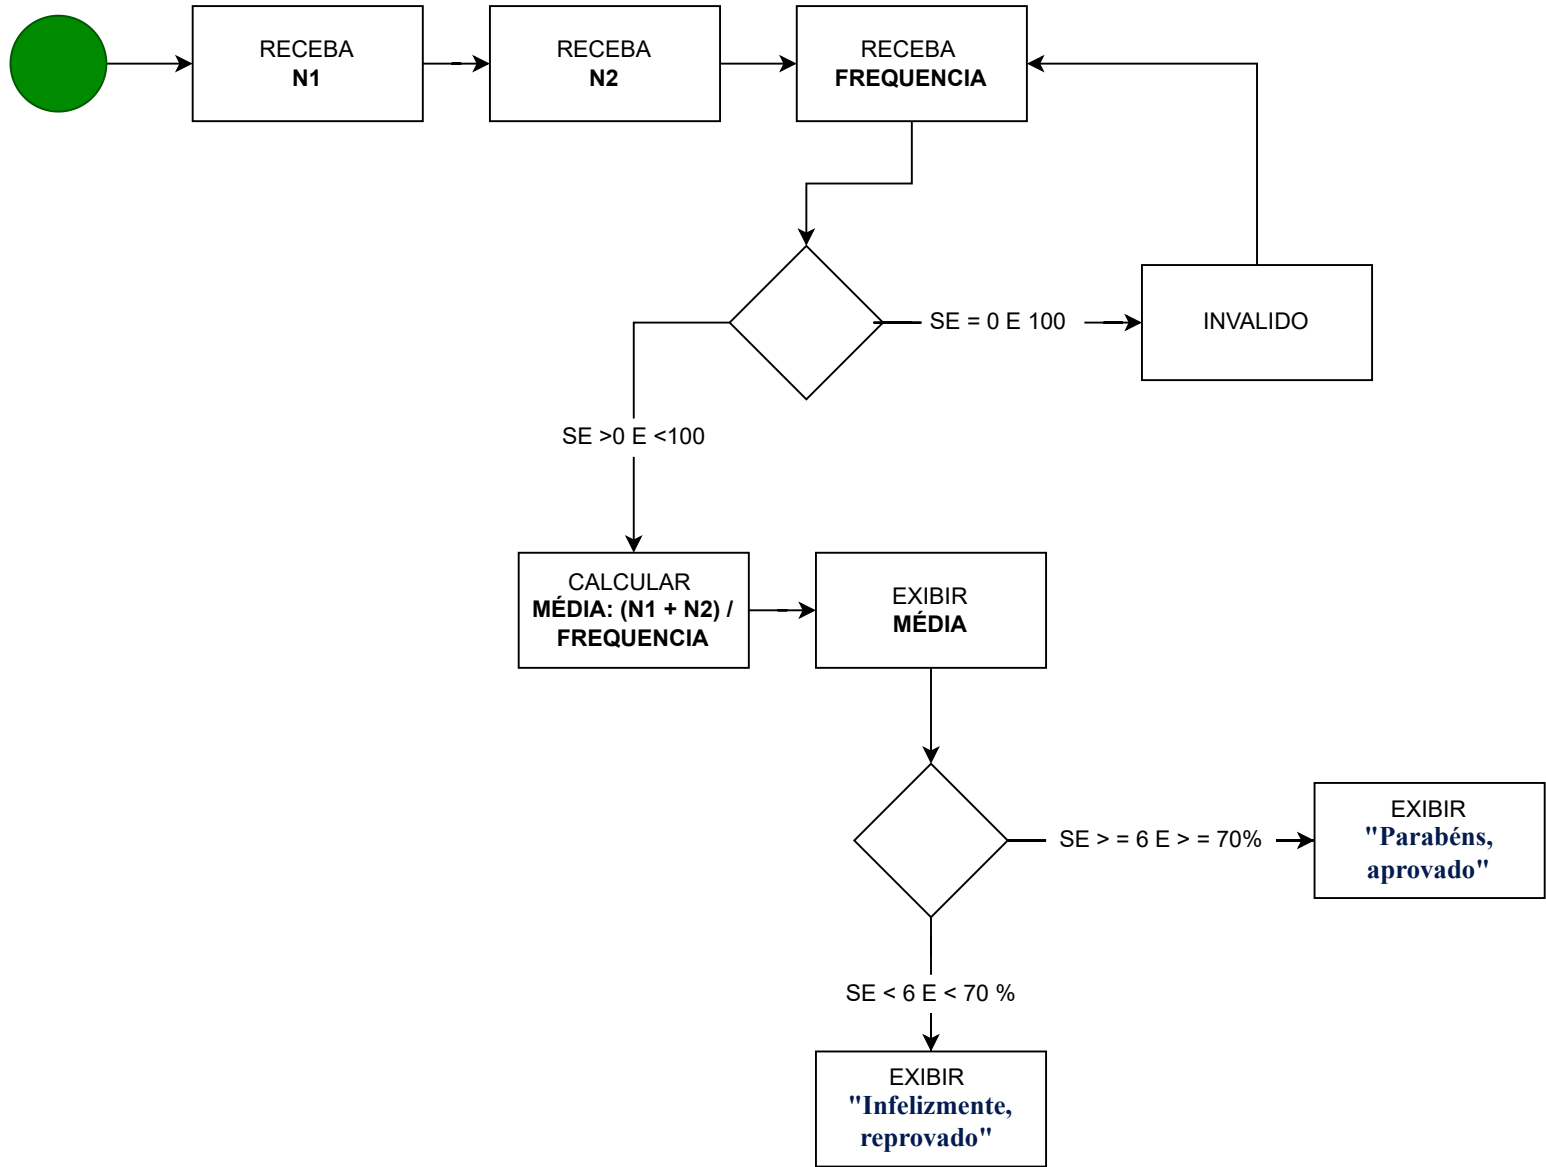 RECEBA
N1
RECEBA
N2
RECEBA
FREQUENCIA
SE = 0 E 100
INVALIDO
SE >0 E <100
CALCULAR
MÉDIA: (N1 + N2) /
FREQUENCIA
EXIBIR
MÉDIA
SE > = 6 E > = 70%
EXIBIR
"Parabéns,
aprovado"
SE < 6 E < 70 %
EXIBIR
"Infelizmente,
reprovado"